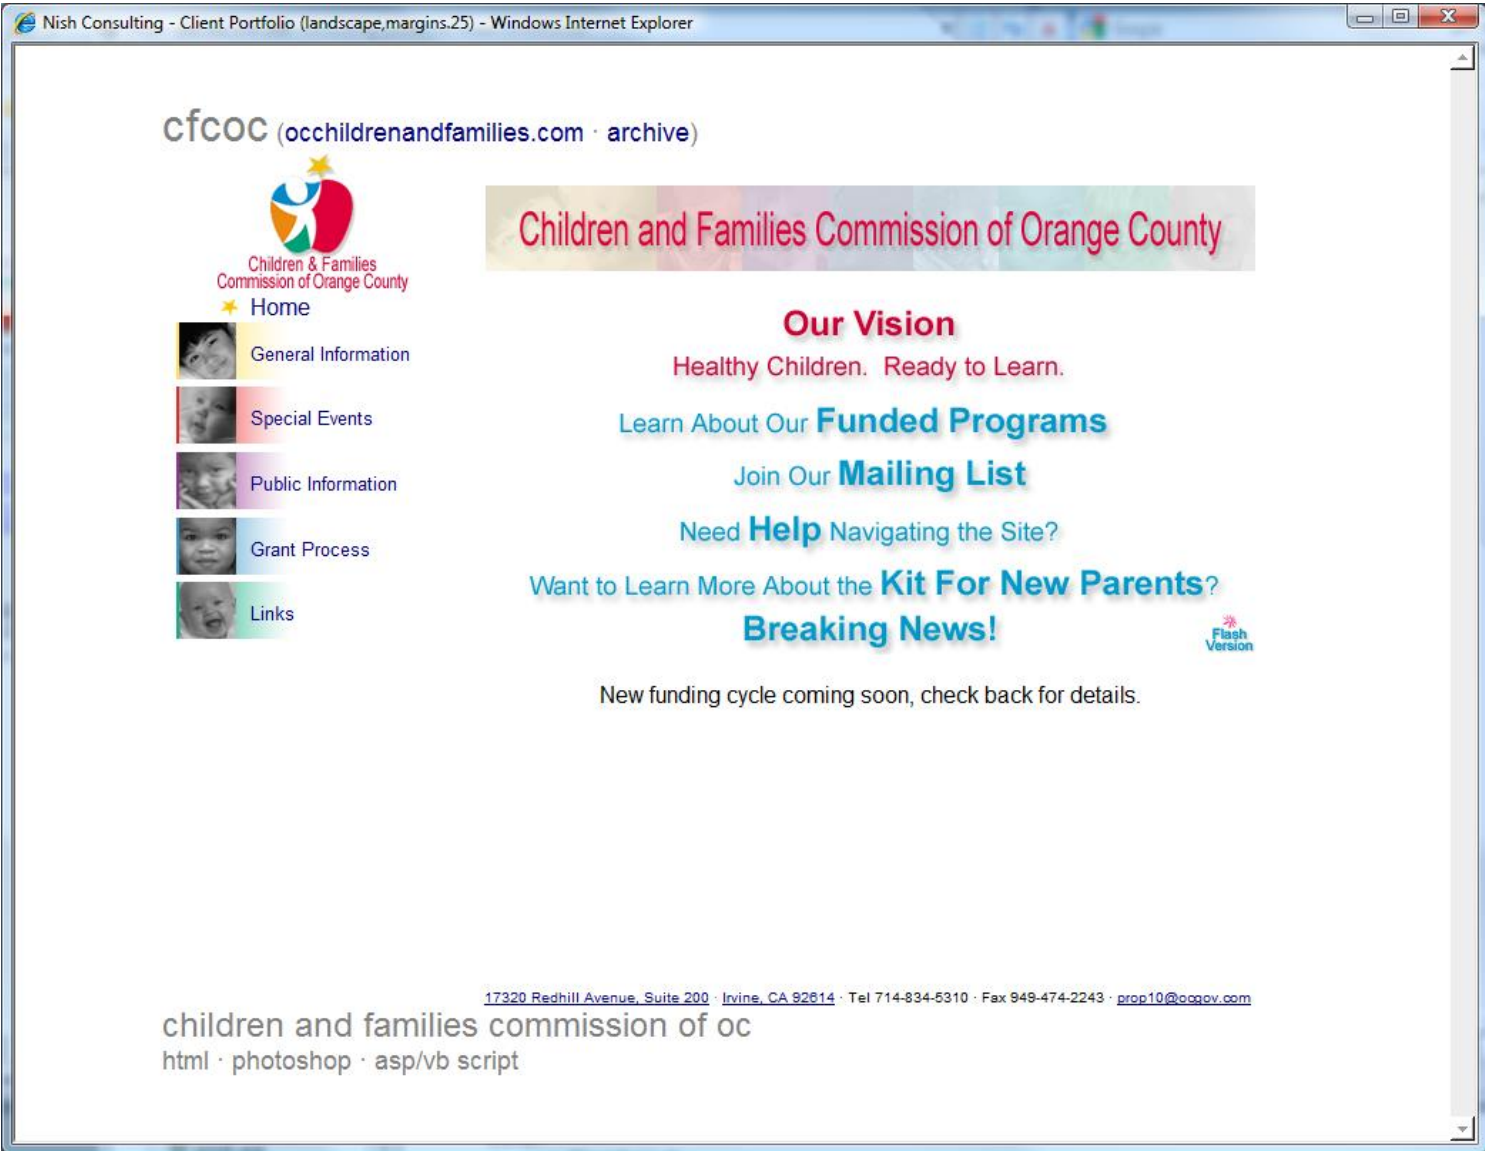 Nish Consulting - Client Portfolio (landscape,margins.25) - Windows Internet Explorer
cfcoc (occhildrenandfamilies.com · archive)
Children & Families
Commission of Orange County
Home
General Information
Special Events
Public Information
Grant Process
Links
Children and Families Commission of Orange County
Our Vision
Healthy Children. Ready to Learn.
Learn About Our Funded Programs
Join Our Mailing List
Need Help Navigating the Site?
Want to Learn More About the Kit For New Parents?
Breaking News!
Flash
Version
New funding cycle coming soon, check back for details.
17320 Redhill Avenue, Suite 200 · Irvine, CA 92614 · Tel 714-834-5310 · Fax 949-474-2243 · prop10@ocgov.com
children and families commission of oc
html · photoshop · asp/vb script